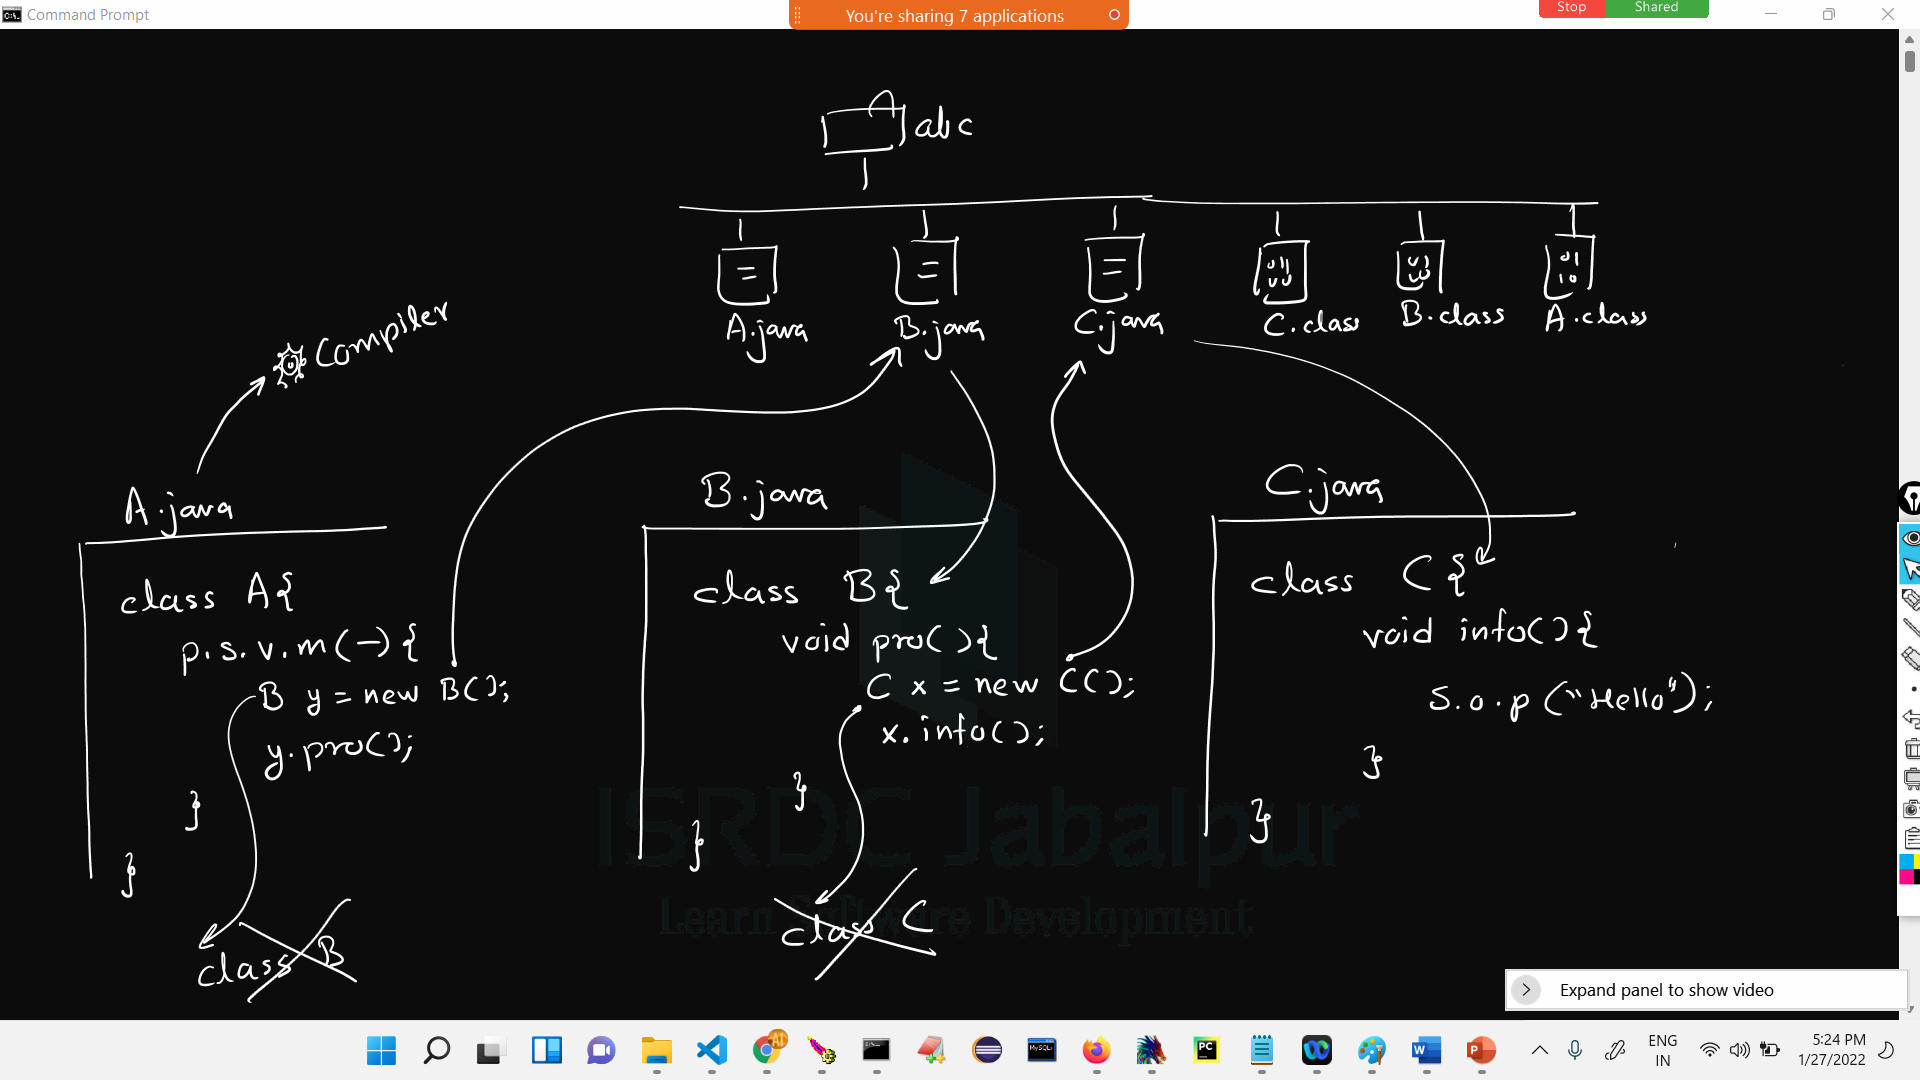 Command Prompt
You're sharing 7 applications
Stop
Shared
abc
A.java
B.java
C.java
C.class
B.class
A.class
Compiler
A.java
class A{
p.s.v.m(—){
B y = new B();
y.pro();
}
}
class B
B.java
class B{
void pro(){
C x = new C();
x.info();
}
}
class C
C.java
class C{
void info(){
S.o.p("Hello");
}
}
ISRDC Jabalpur
Learn Software Development
Expand panel to show video
ENG
IN
5:24 PM
1/27/2022